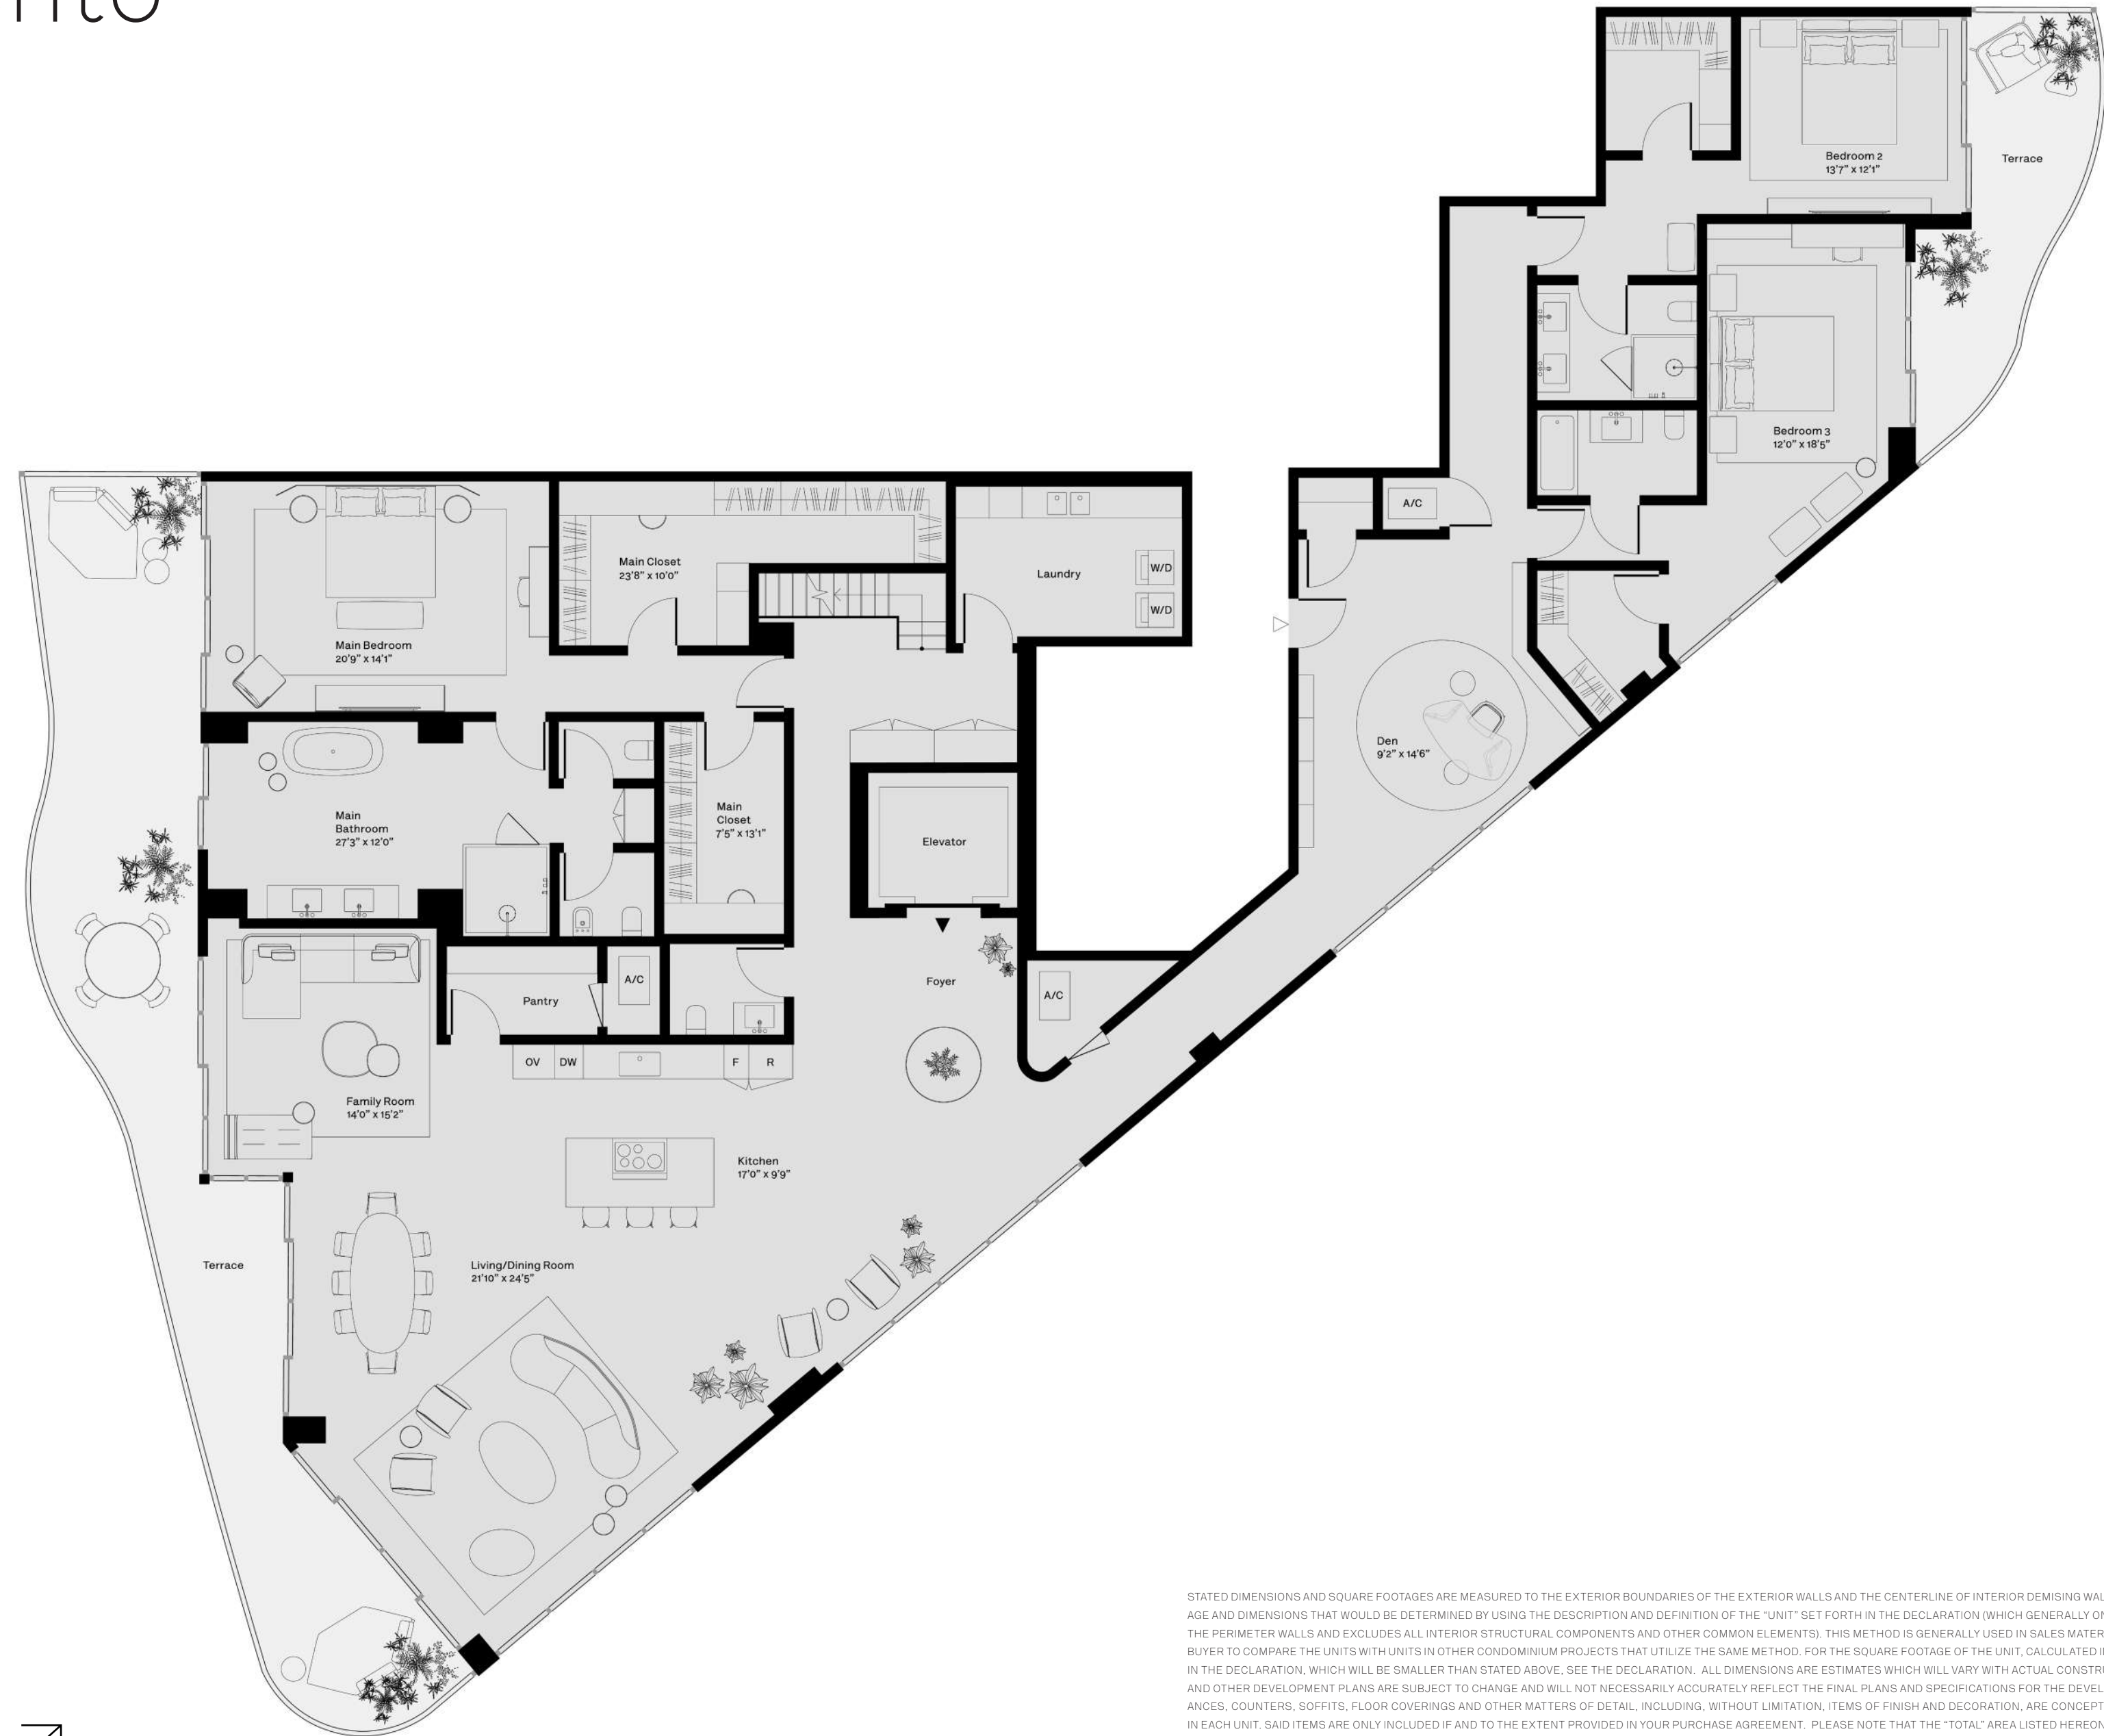 Bedroom 2
13'7" x 12'1"
Terrace
Bedroom 3
12'0" x 18'5"
A/C
Main Closet
23'8" x 10'0"
Laundry
W/D
W/D
Main Bedroom
20'9" x 14'1"
Den
9'2" x 14'6"
Main
Bathroom
27'3" x 12'0"
Main
Closet
7'5" x 13'1"
Elevator
Pantry
A/C
Foyer
A/C
OV
DW
F
R
Family Room
14'0" x 15'2"
Kitchen
17'0" x 9'9"
Terrace
Living/Dining Room
21'10" x 24'5"
STATED DIMENSIONS AND SQUARE FOOTAGES ARE MEASURED TO THE EXTERIOR BOUNDARIES OF THE EXTERIOR WALLS AND THE CENTERLINE OF INTERIOR DEMISING
AGE AND DIMENSIONS THAT WOULD BE DETERMINED BY USING THE DESCRIPTION AND DEFINITION OF THE "UNIT" SET FORTH IN THE DECLARATION (WHICH GENERALLY
THE PERIMETER WALLS AND EXCLUDES ALL INTERIOR STRUCTURAL COMPONENTS AND OTHER COMMON ELEMENTS). THIS METHOD IS GENERALLY USED IN SALES
BUYER TO COMPARE THE UNITS WITH UNITS IN OTHER CONDOMINIUM PROJECTS THAT UTILIZE THE SAME METHOD. FOR THE SQUARE FOOTAGE OF THE UNIT, CALCULATED
IN THE DECLARATION, WHICH WILL BE SMALLER THAN STATED ABOVE, SEE THE DECLARATION. ALL DIMENSIONS ARE ESTIMATES WHICH WILL VARY WITH ACTUAL
AND OTHER DEVELOPMENT PLANS ARE SUBJECT TO CHANGE AND WILL NOT NECESSARILY ACCURATELY REFLECT THE FINAL PLANS AND SPECIFICATIONS FOR THE
ANCES, COUNTERS, SOFFITS, FLOOR COVERINGS AND OTHER MATTERS OF DETAIL, INCLUDING, WITHOUT LIMITATION, ITEMS OF FINISH AND DECORATION, ARE
IN EACH UNIT. SAID ITEMS ARE ONLY INCLUDED IF AND TO THE EXTENT PROVIDED IN YOUR PURCHASE AGREEMENT. PLEASE NOTE THAT THE "TOTAL" AREA LISTED HEREON